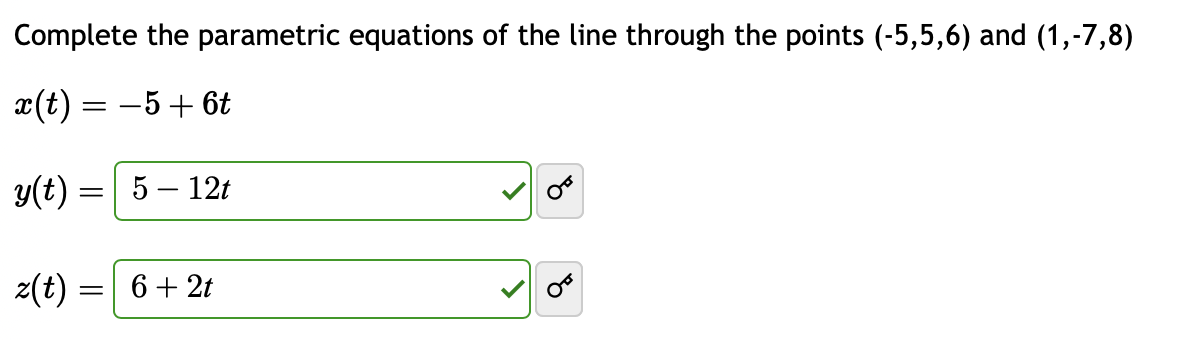 Complete the parametric equations of the line through the points (-5,5,6) and (1,-7,8)
x(t) = −5 + 6t
y(t) = 5 − 12t
z(t) = 6 + 2t